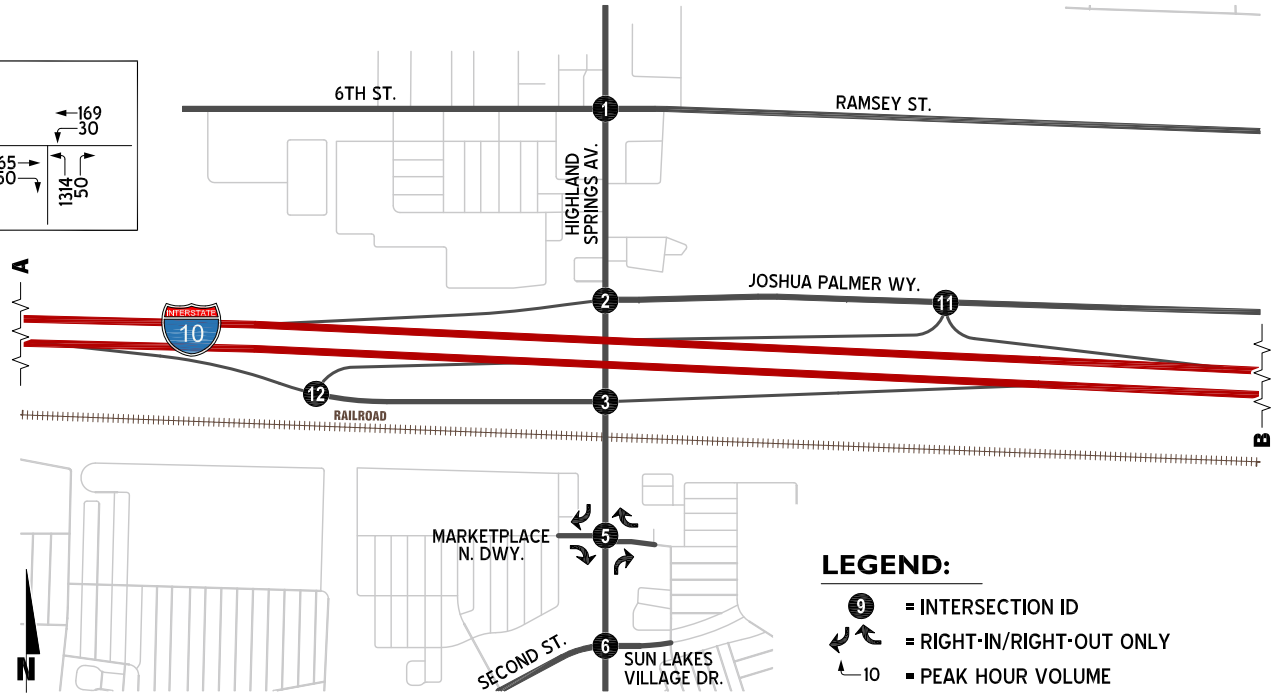 169
30
1314
50
6TH ST.
1
RAMSEY ST.
HIGHLAND
SPRINGS AV.
A
INTERSTATE
10
2
JOSHUA PALMER WY.
11
12
3
RAILROAD
B
MARKETPLACE
N. DWY.
5
SECOND ST.
6
SUN LAKES
VILLAGE DR.
N
LEGEND:
9 = INTERSECTION ID
= RIGHT-IN/RIGHT-OUT ONLY
10 = PEAK HOUR VOLUME